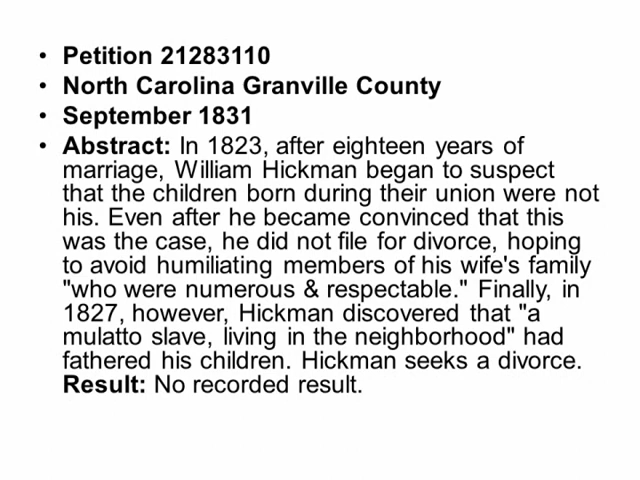 • Petition 21283110
• North Carolina Granville County
• September 1831
• Abstract: In 1823, after eighteen years of
marriage, William Hickman began to suspect
that the children born during their union were not
his. Even after he became convinced that this
was the case, he did not file for divorce, hoping
to avoid humiliating members of his wife's family
"who were numerous & respectable." Finally, in
1827, however, Hickman discovered that "a
mulatto slave, living in the neighborhood" had
fathered his children. Hickman seeks a divorce.
Result: No recorded result.